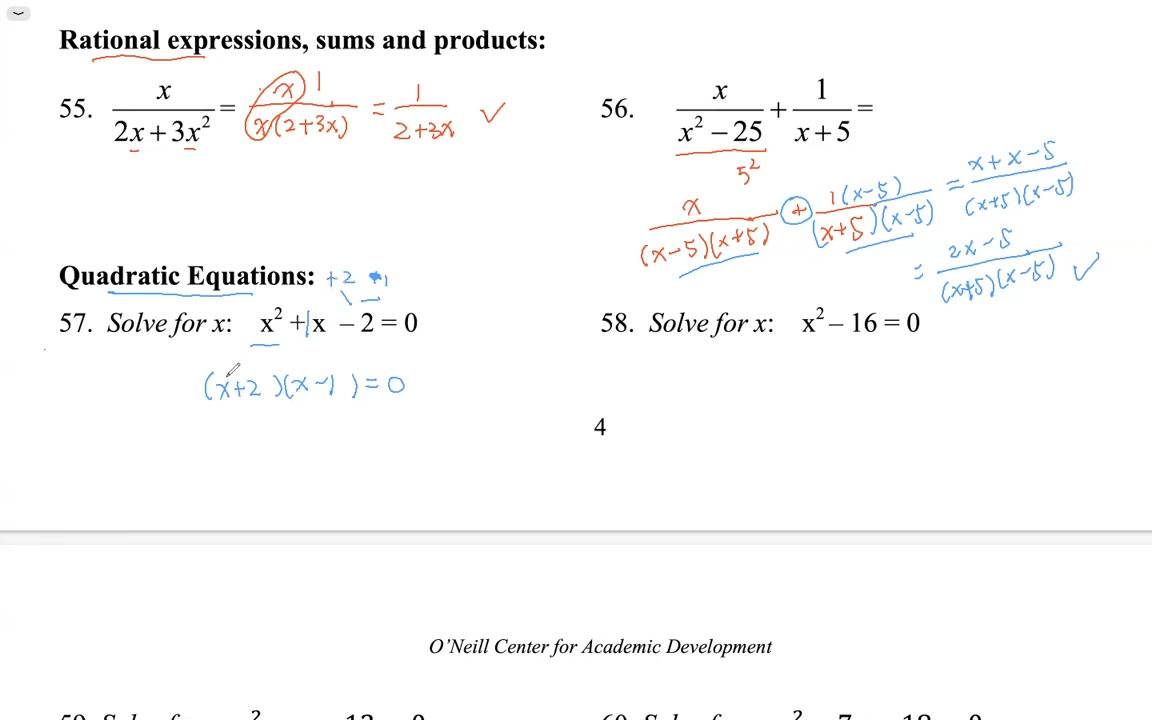 Rational expressions, sums and products:
55. x / (2x + 3x²) = x 1 / x(2+3x) = 1 / (2+3x) ✓
56. x / (x² − 25) + 1 / (x + 5) =
5²
x / (x−5)(x+5) + 1(x−5) / (x+5)(x−5) = x+x−5 / (x+5)(x−5)
= 2x−5 / (x+5)(x−5) ✓
Quadratic Equations: +2 -1
57. Solve for x: x² + 1x − 2 = 0
58. Solve for x: x² − 16 = 0
(x+2)(x−1) = 0
4
O'Neill Center for Academic Development